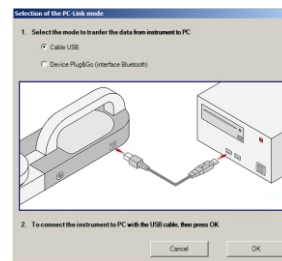 Selection of the PC-Link mode
1. Select the mode to tranfer the data from instrument to PC
Cable USB
Device Plug&Go (interface Bluetooth)
2. To connect the instrument to PC with the USB cable, then press OK
Cancel
OK